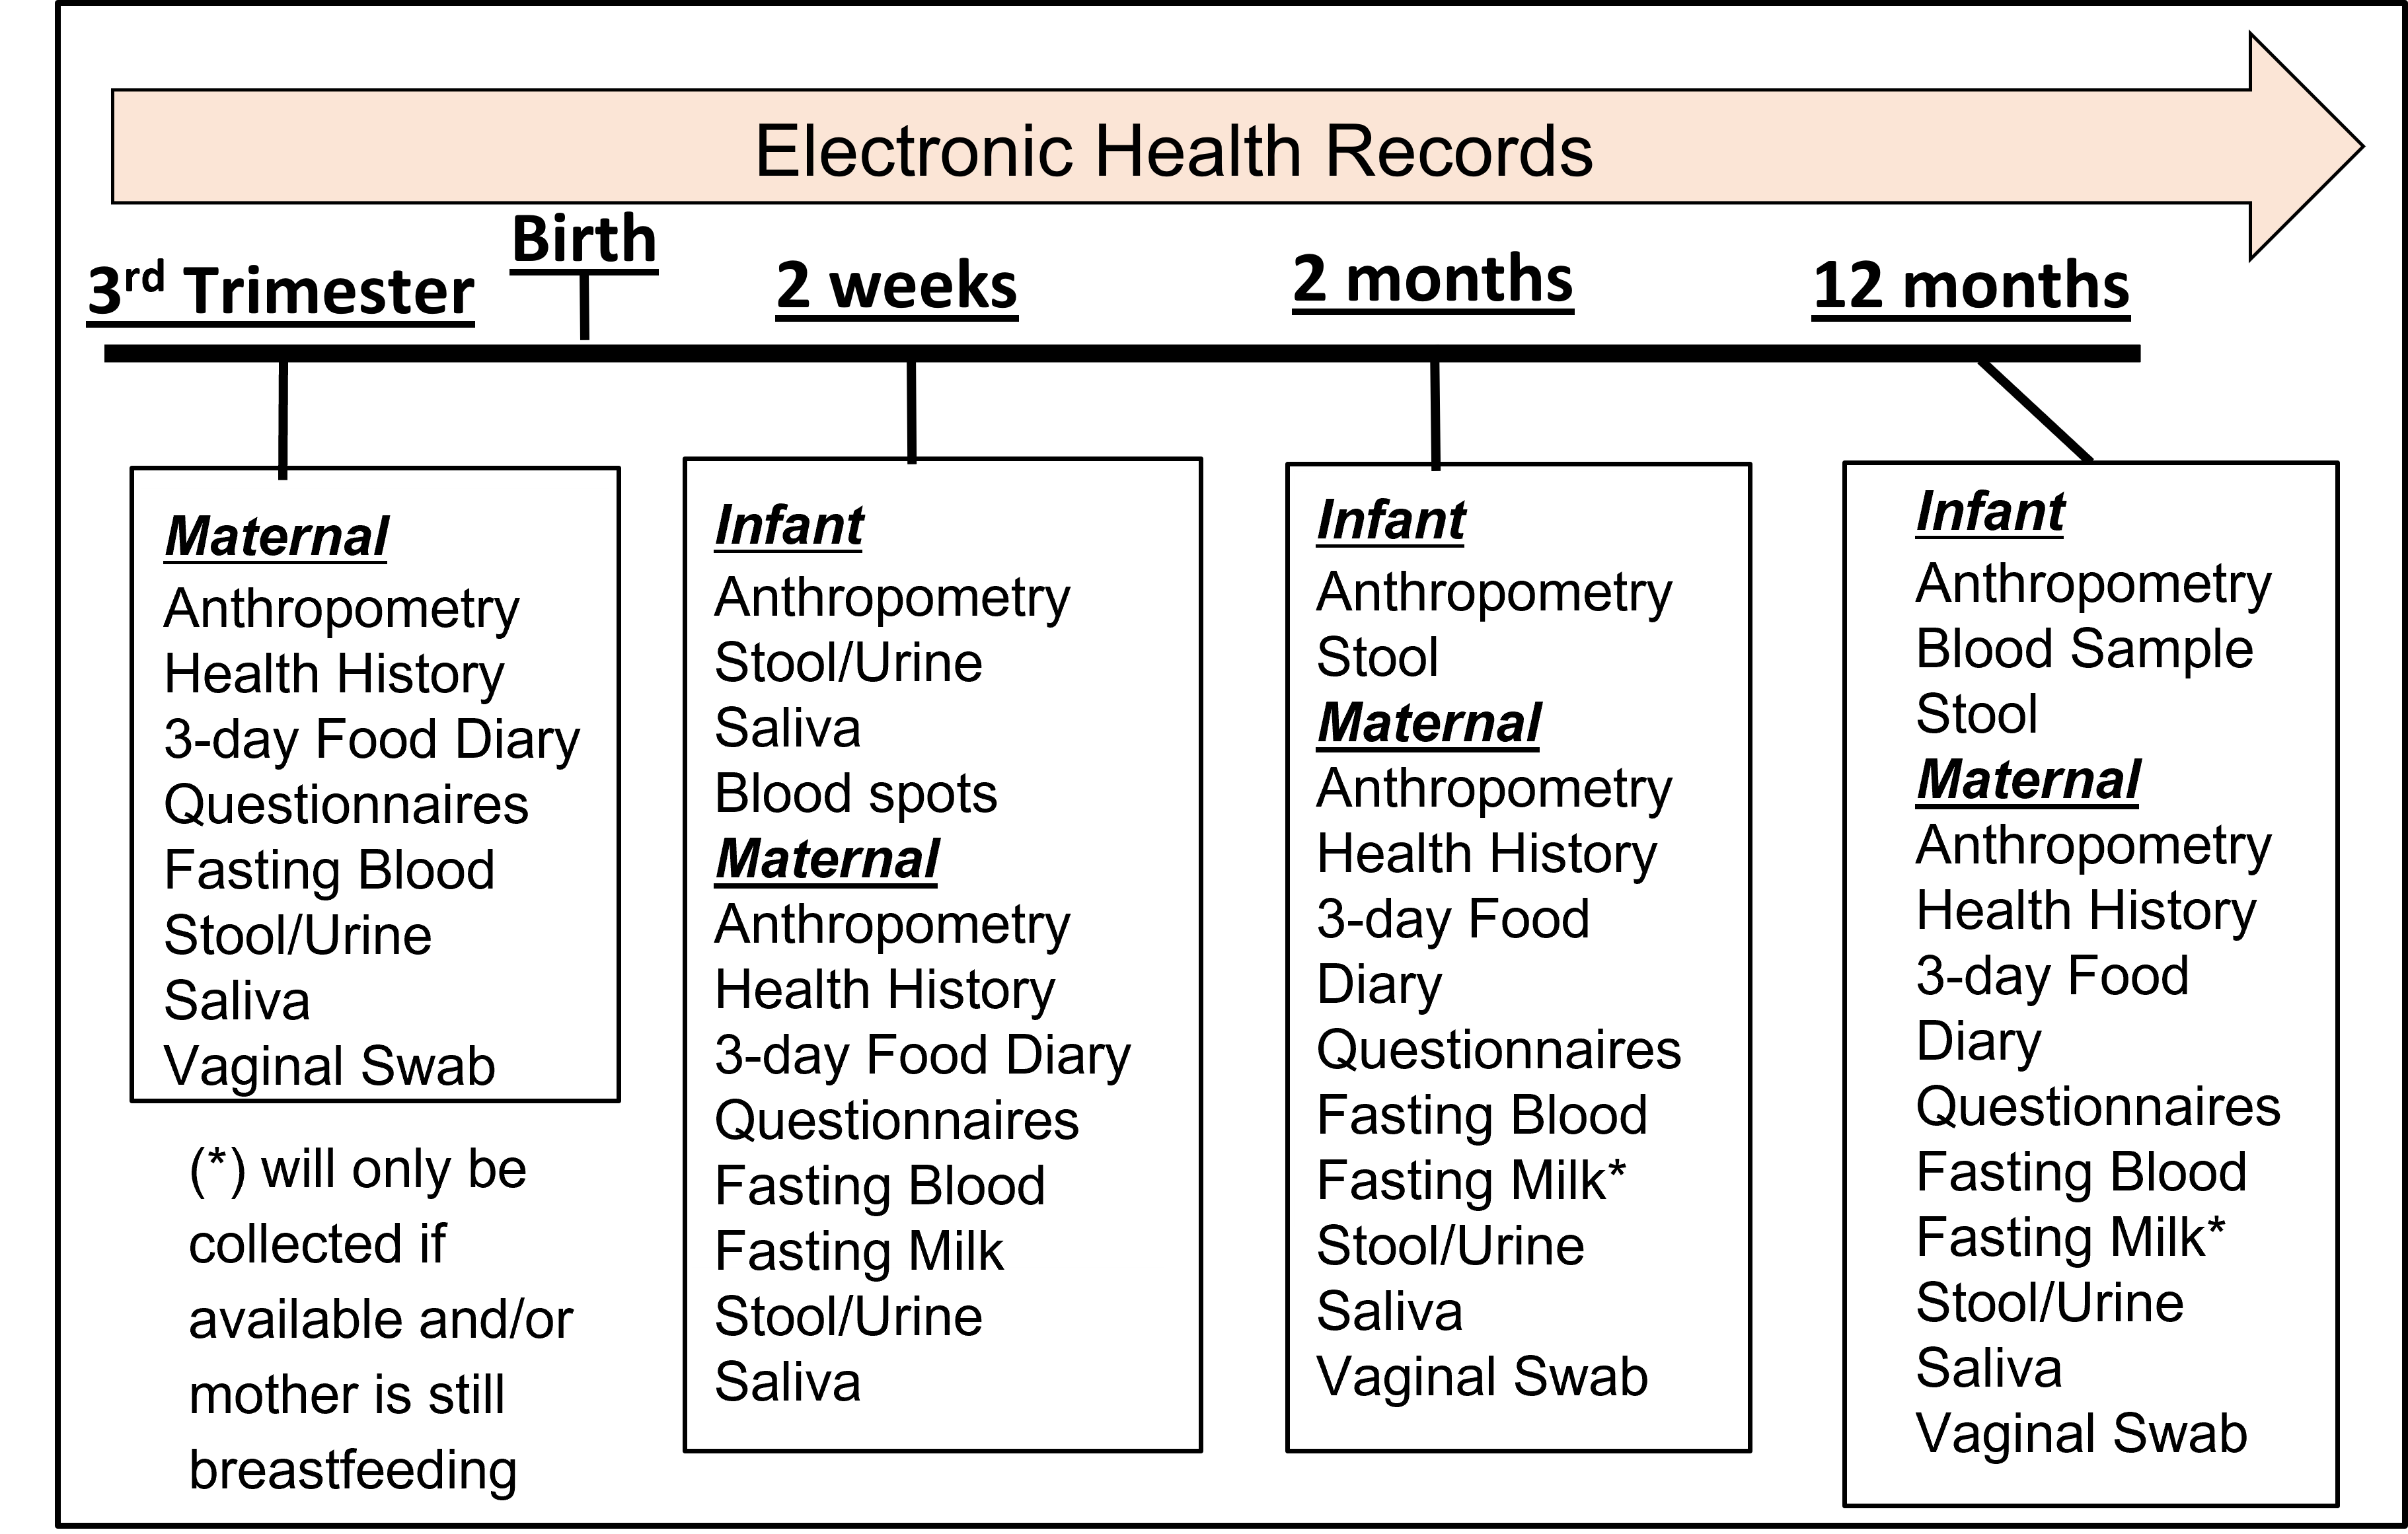 Electronic Health Records
Birth
3rd Trimester
2 weeks
2 months
12 months
Maternal
Anthropometry
Health History
3-day Food Diary
Questionnaires
Fasting Blood
Stool/Urine
Saliva
Vaginal Swab
(*) will only be
collected if
available and/or
mother is still
breastfeeding
Infant
Anthropometry
Stool/Urine
Saliva
Blood spots
Maternal
Anthropometry
Health History
3-day Food Diary
Questionnaires
Fasting Blood
Fasting Milk
Stool/Urine
Saliva
Infant
Anthropometry
Stool
Maternal
Anthropometry
Health History
3-day Food
Diary
Questionnaires
Fasting Blood
Fasting Milk*
Stool/Urine
Saliva
Vaginal Swab
Infant
Anthropometry
Blood Sample
Stool
Maternal
Anthropometry
Health History
3-day Food
Diary
Questionnaires
Fasting Blood
Fasting Milk*
Stool/Urine
Saliva
Vaginal Swab